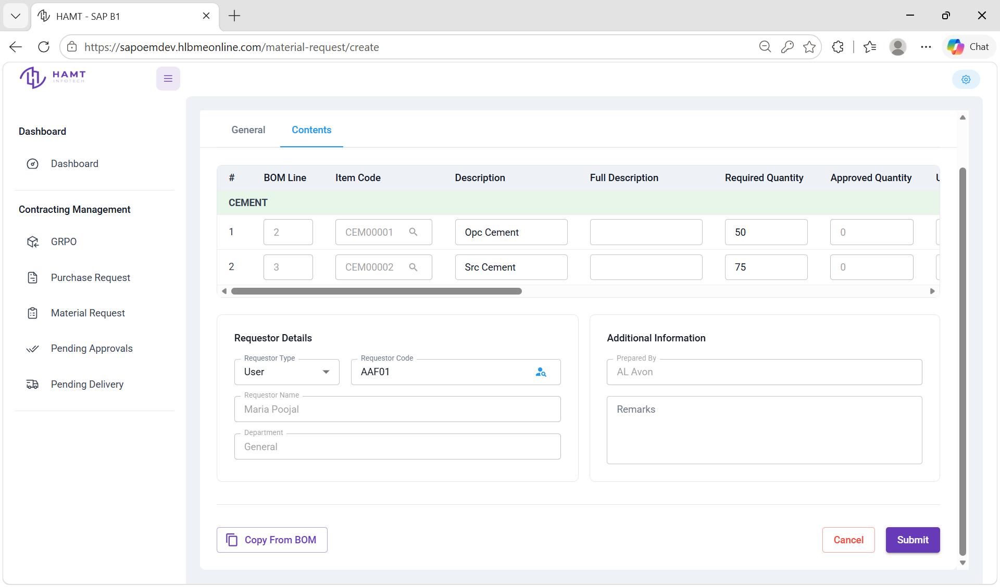 HAMT - SAP B1
https://sapoemdev.hlbmeonline.com/material-request/create
Chat
HAMT
INFOTECH
Dashboard
Dashboard
Contracting Management
GRPO
Purchase Request
Material Request
Pending Approvals
Pending Delivery
General
Contents
# BOM Line Item Code Description Full Description Required Quantity Approved Quantity
CEMENT
1 2 CEM00001 Opc Cement 50 0
2 3 CEM00002 Src Cement 75 0
Requestor Details
Requestor Type
User
Requestor Code
AAF01
Requestor Name
Maria Poojal
Department
General
Additional Information
Prepared By
AL Avon
Remarks
Copy From BOM
Cancel
Submit